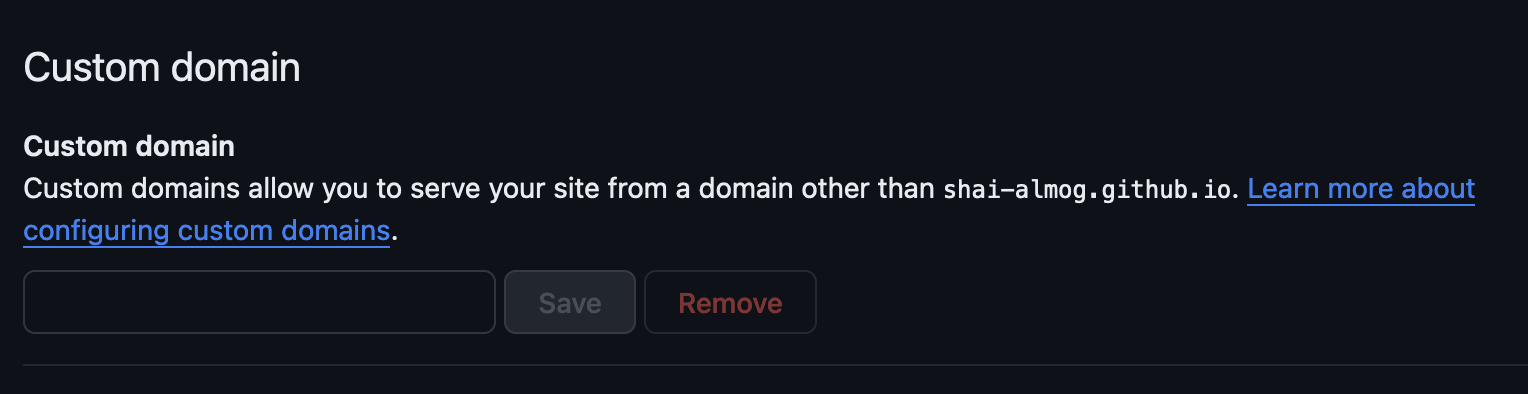 Custom domain
Custom domain
Custom domains allow you to serve your site from a domain other than shai-almog.github.io. Learn more about
configuring custom domains.
Save Remove